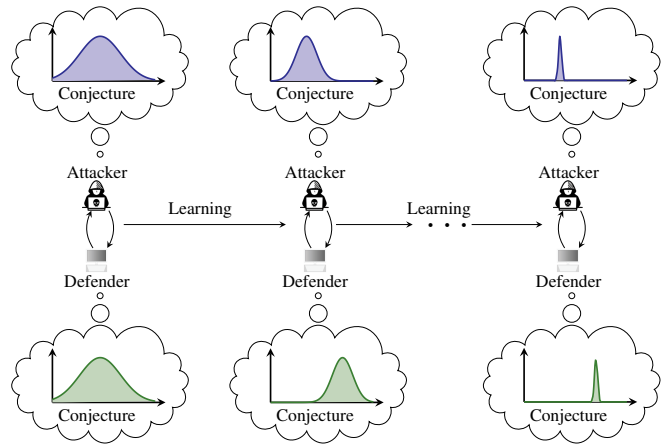 Conjecture Conjecture Conjecture
Attacker Attacker Attacker
Learning Learning
Defender Defender Defender
Conjecture Conjecture Conjecture